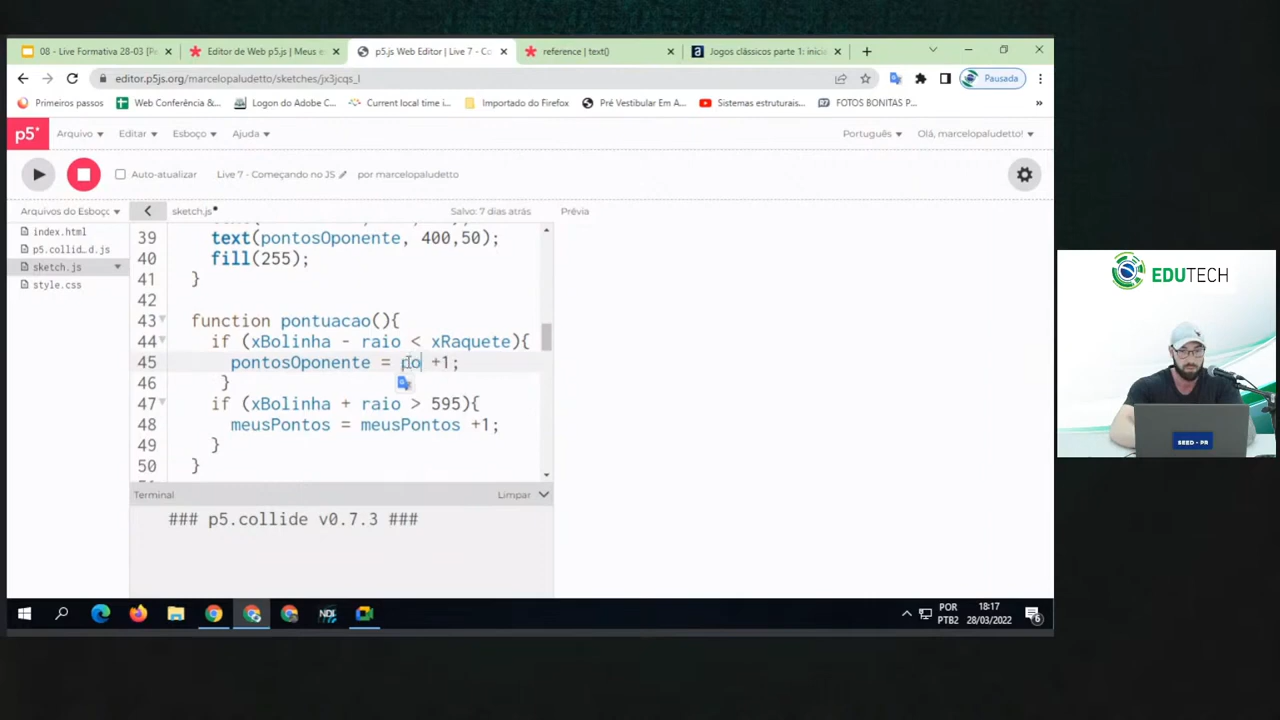 08 - Live Formativa 28-03 [Pe
Editor de Web p5.js | Meus es
p5.js Web Editor | Live 7 - Co
reference | text()
Jogos clássicos parte 1: inicie
editor.p5js.org/marcelopaludetto/sketches/jx3jcqs_l
Pausada
Primeiros passos
Web Conferência &...
Logon do Adobe C...
Current local time i...
Importado do Firefox
Pré Vestibular Em A...
Sistemas estruturais...
FOTOS BONITAS P...
»
p5*
Arquivo
Editar
Esboço
Ajuda
Português
Olá, marcelopaludetto!
Auto-atualizar
Live 7 - Começando no JS
por marcelopaludetto
Arquivos do Esboço
sketch.js
Salvo: 7 dias atrás
Prévia
index.html
p5.collid…d.js
sketch.js
style.css
39 text(pontosOponente, 400,50);
40 fill(255);
41 }
42
43 function pontuacao(){
44 if (xBolinha - raio < xRaquete){
45 pontosOponente = po +1;
46 }
47 if (xBolinha + raio > 595){
48 meusPontos = meusPontos +1;
49 }
50 }
Terminal
Limpar
### p5.collide v0.7.3 ###
POR
PTB2
18:17
28/03/2022
6
EDUTECH
SEED - PR